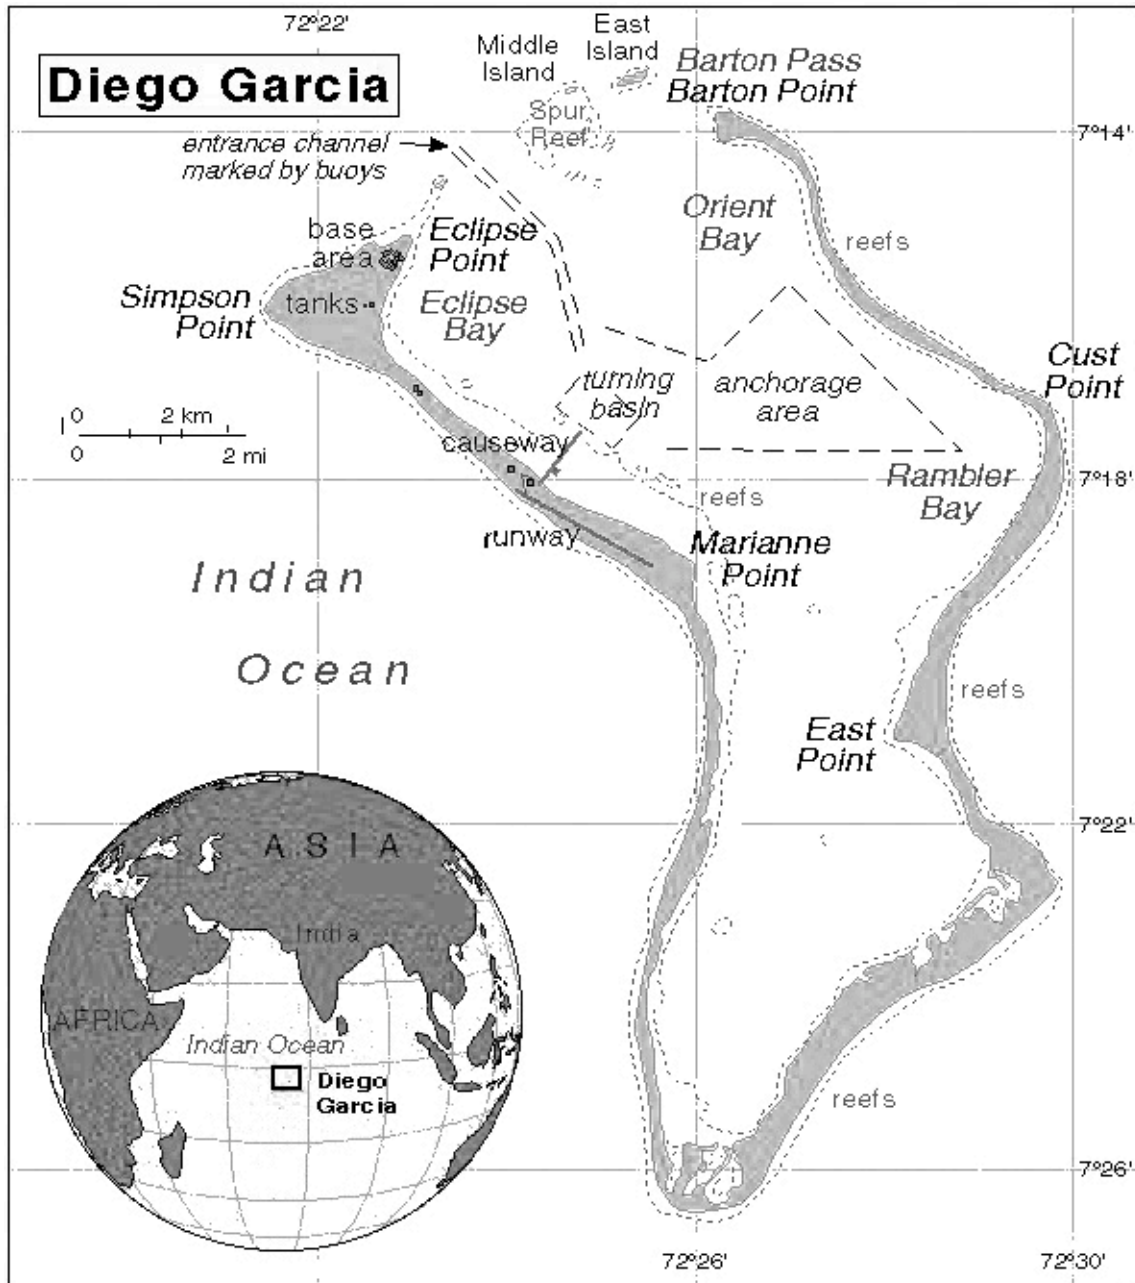 72°22'
Diego Garcia
Middle
Island
East
Island
Barton Pass
Barton Point
Spur
Reef
7°14'
entrance channel
marked by buoys
Orient
Bay
reefs
base
area
Eclipse
Point
Simpson
Point
tanks
Eclipse
Bay
Cust
Point
turning
basin
anchorage
area
0 2 km
0 2 mi
causeway
Rambler
Bay
7°18'
reefs
runway
Marianne
Point
Indian
Ocean
reefs
East
Point
7°22'
ASIA
India
AFRICA
Indian Ocean
Diego
Garcia
reefs
7°26'
72°26'
72°30'